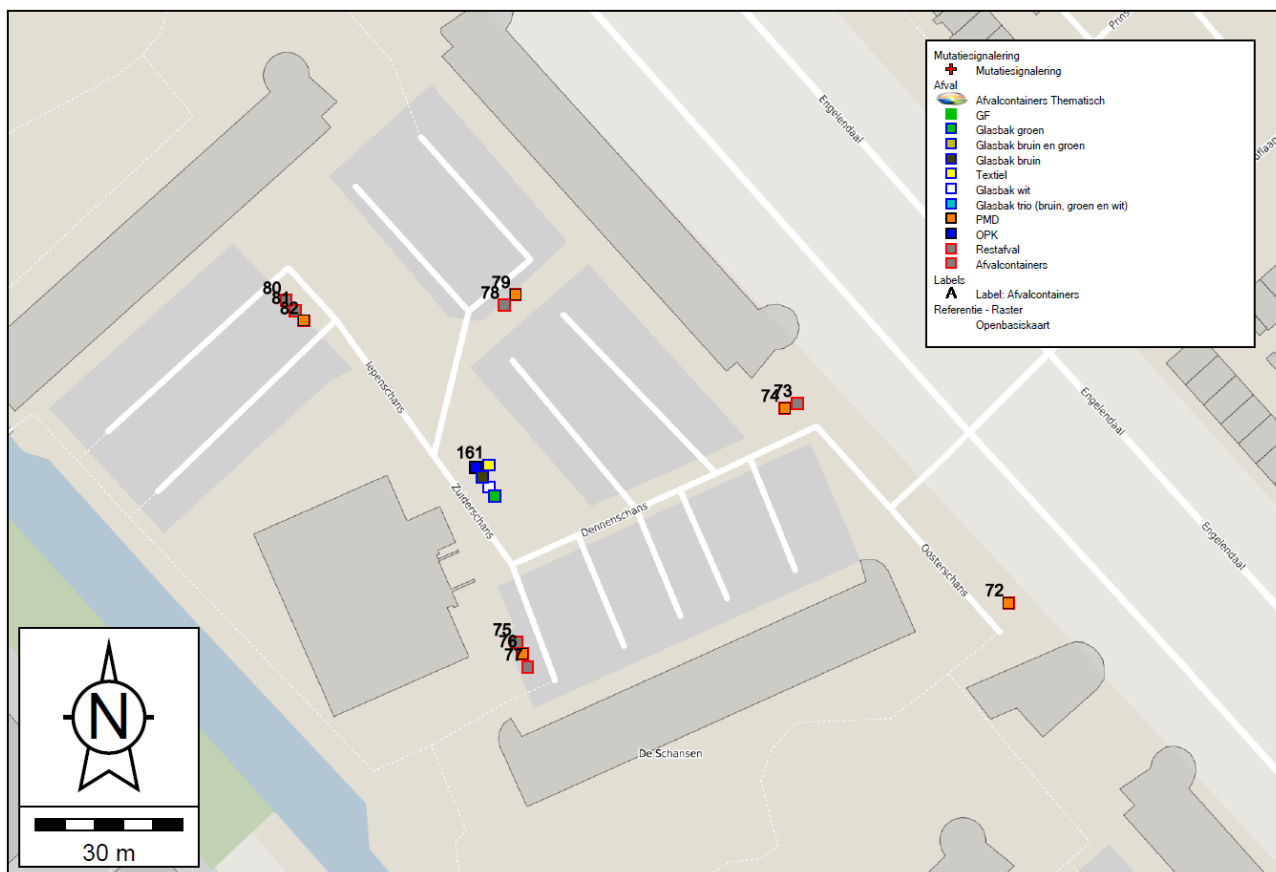 Prins
Engelendaal
Mutatiesignalering
Mutatiesignalering
Afval
Afvalcontainers Thematisch
GF
Glasbak groen
Glasbak bruin en groen
Glasbak bruin
Textiel
Glasbak wit
Glasbak trio (bruin, groen en wit)
PMD
OPK
Restafval
Afvalcontainers
Labels
A Label: Afvalcontainers
Referentie - Raster
Openbasiskaart
79
78
80
81
82
Iepenschans
74
73
Engelendaal
161
Zuiderschans
Dennenschans
Oosterschans
Engelendaal
72
75
76
77
De Schansen
N
30 m